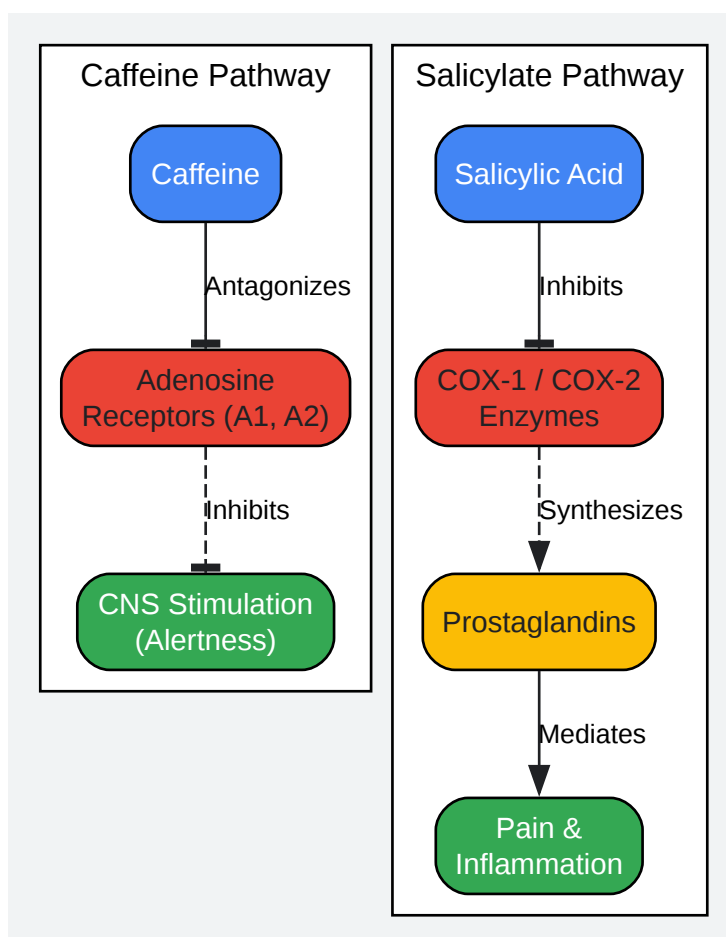 Caffeine Pathway
Caffeine
Antagonizes
Adenosine
Receptors (A1, A2)
Inhibits
CNS Stimulation
(Alertness)
Salicylate Pathway
Salicylic Acid
Inhibits
COX-1 / COX-2
Enzymes
Synthesizes
Prostaglandins
Mediates
Pain &
Inflammation